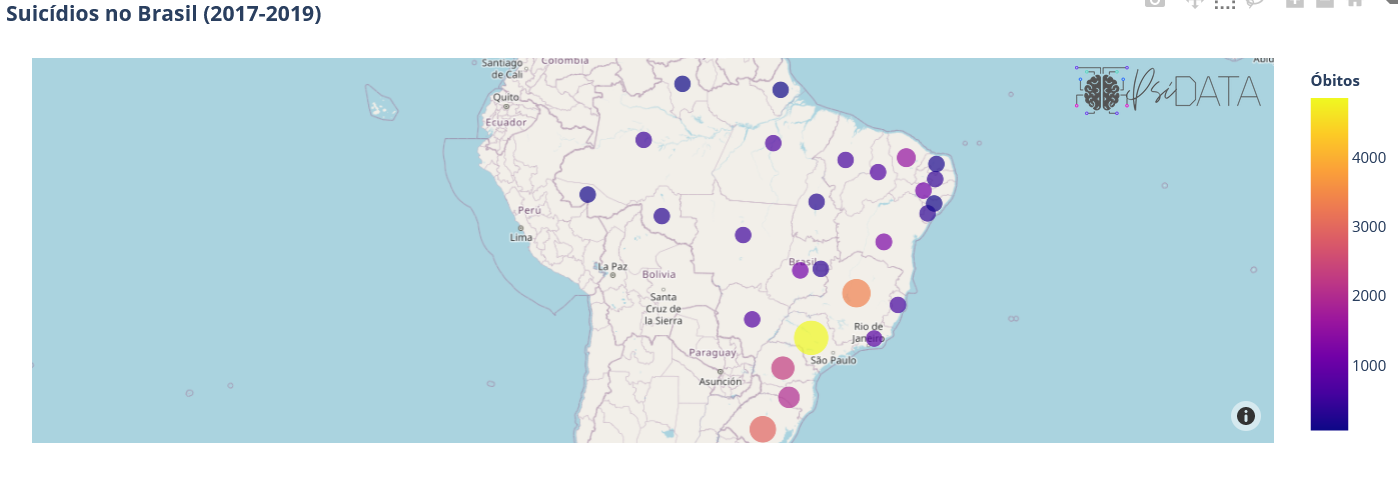 Suicídios no Brasil (2017-2019)
Colombia
Santiago
de Cali
Quito
Ecuador
PsiDATA
Óbitos
4000
3000
2000
1000
Perú
Lima
La Paz
Bolivia
Brasil
Santa
Cruz de
la Sierra
Rio de
Janeiro
Paraguay
São Paulo
Asunción